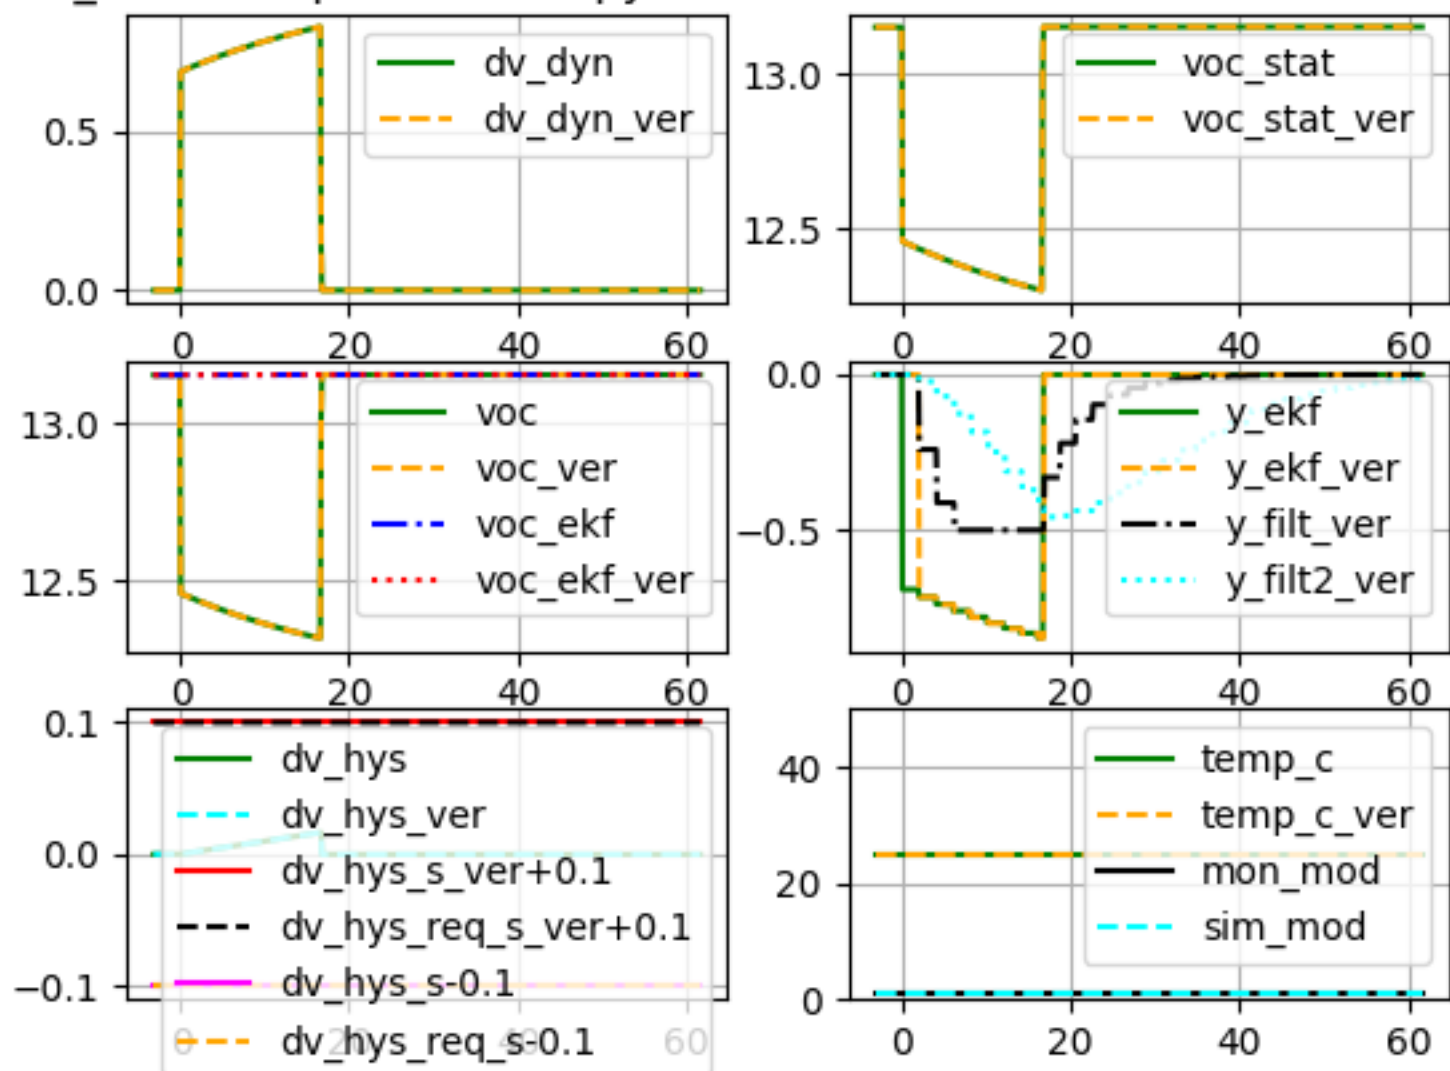 0.5
0.0
dv_dyn
dv_dyn_ver
0 20 40 60
13.0
12.5
voc_stat
voc_stat_ver
0 20 40 60
13.0
12.5
voc
voc_ver
voc_ekf
voc_ekf_ver
0 20 40 60
0.0
−0.5
y_ekf
y_ekf_ver
y_filt_ver
y_filt2_ver
0 20 40 60
0.1
0.0
−0.1
dv_hys
dv_hys_ver
dv_hys_s_ver+0.1
dv_hys_req_s_ver+0.1
dv_hys_s-0.1
dv_hys_req_s-0.1
0 20 40 60
40
20
0
temp_c
temp_c_ver
mon_mod
sim_mod
0 20 40 60